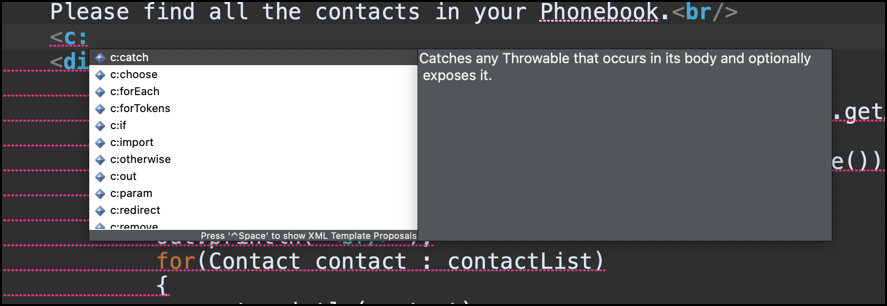 Please find all the contacts in your Phonebook.<br/>
<c:
<di
c:catch
Catches any Throwable that occurs in its body and optionally
exposes it.
c:choose
c:forEach
c:forTokens
.get
c:if
c:import
c:otherwise
e())
c:out
c:param
c:redirect
c:remove
Press '^Space' to show XML Template Proposals
for(Contact contact : contactList)
{